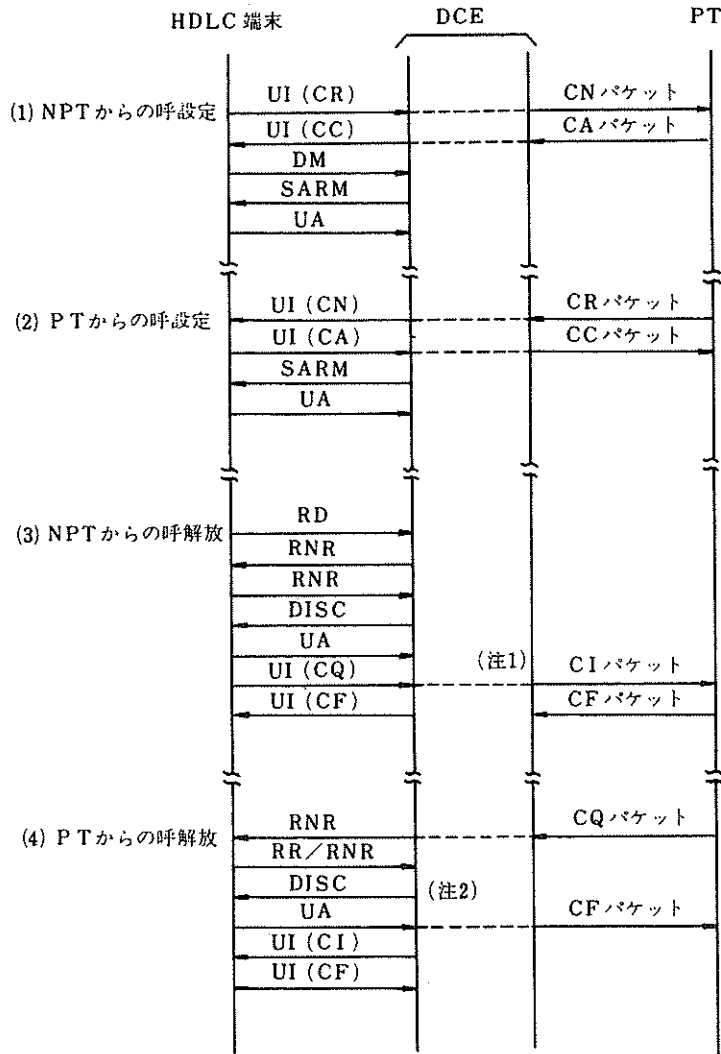 HDLC 端末 DCE PT
(1) NPTからの呼設定
UI (CR) CNパケット
UI (CC) CAパケット
DM
SARM
UA
(2) PTからの呼設定
UI (CN) CRパケット
UI (CA) CCパケット
SARM
UA
(3) NPTからの呼解放
RD
RNR
RNR
DISC
UA
UI (CQ) (注1) CIパケット
UI (CF) CFパケット
(4) PTからの呼解放
RNR CQパケット
RR/RNR
DISC (注2)
UA CFパケット
UI (CI)
UI (CF)